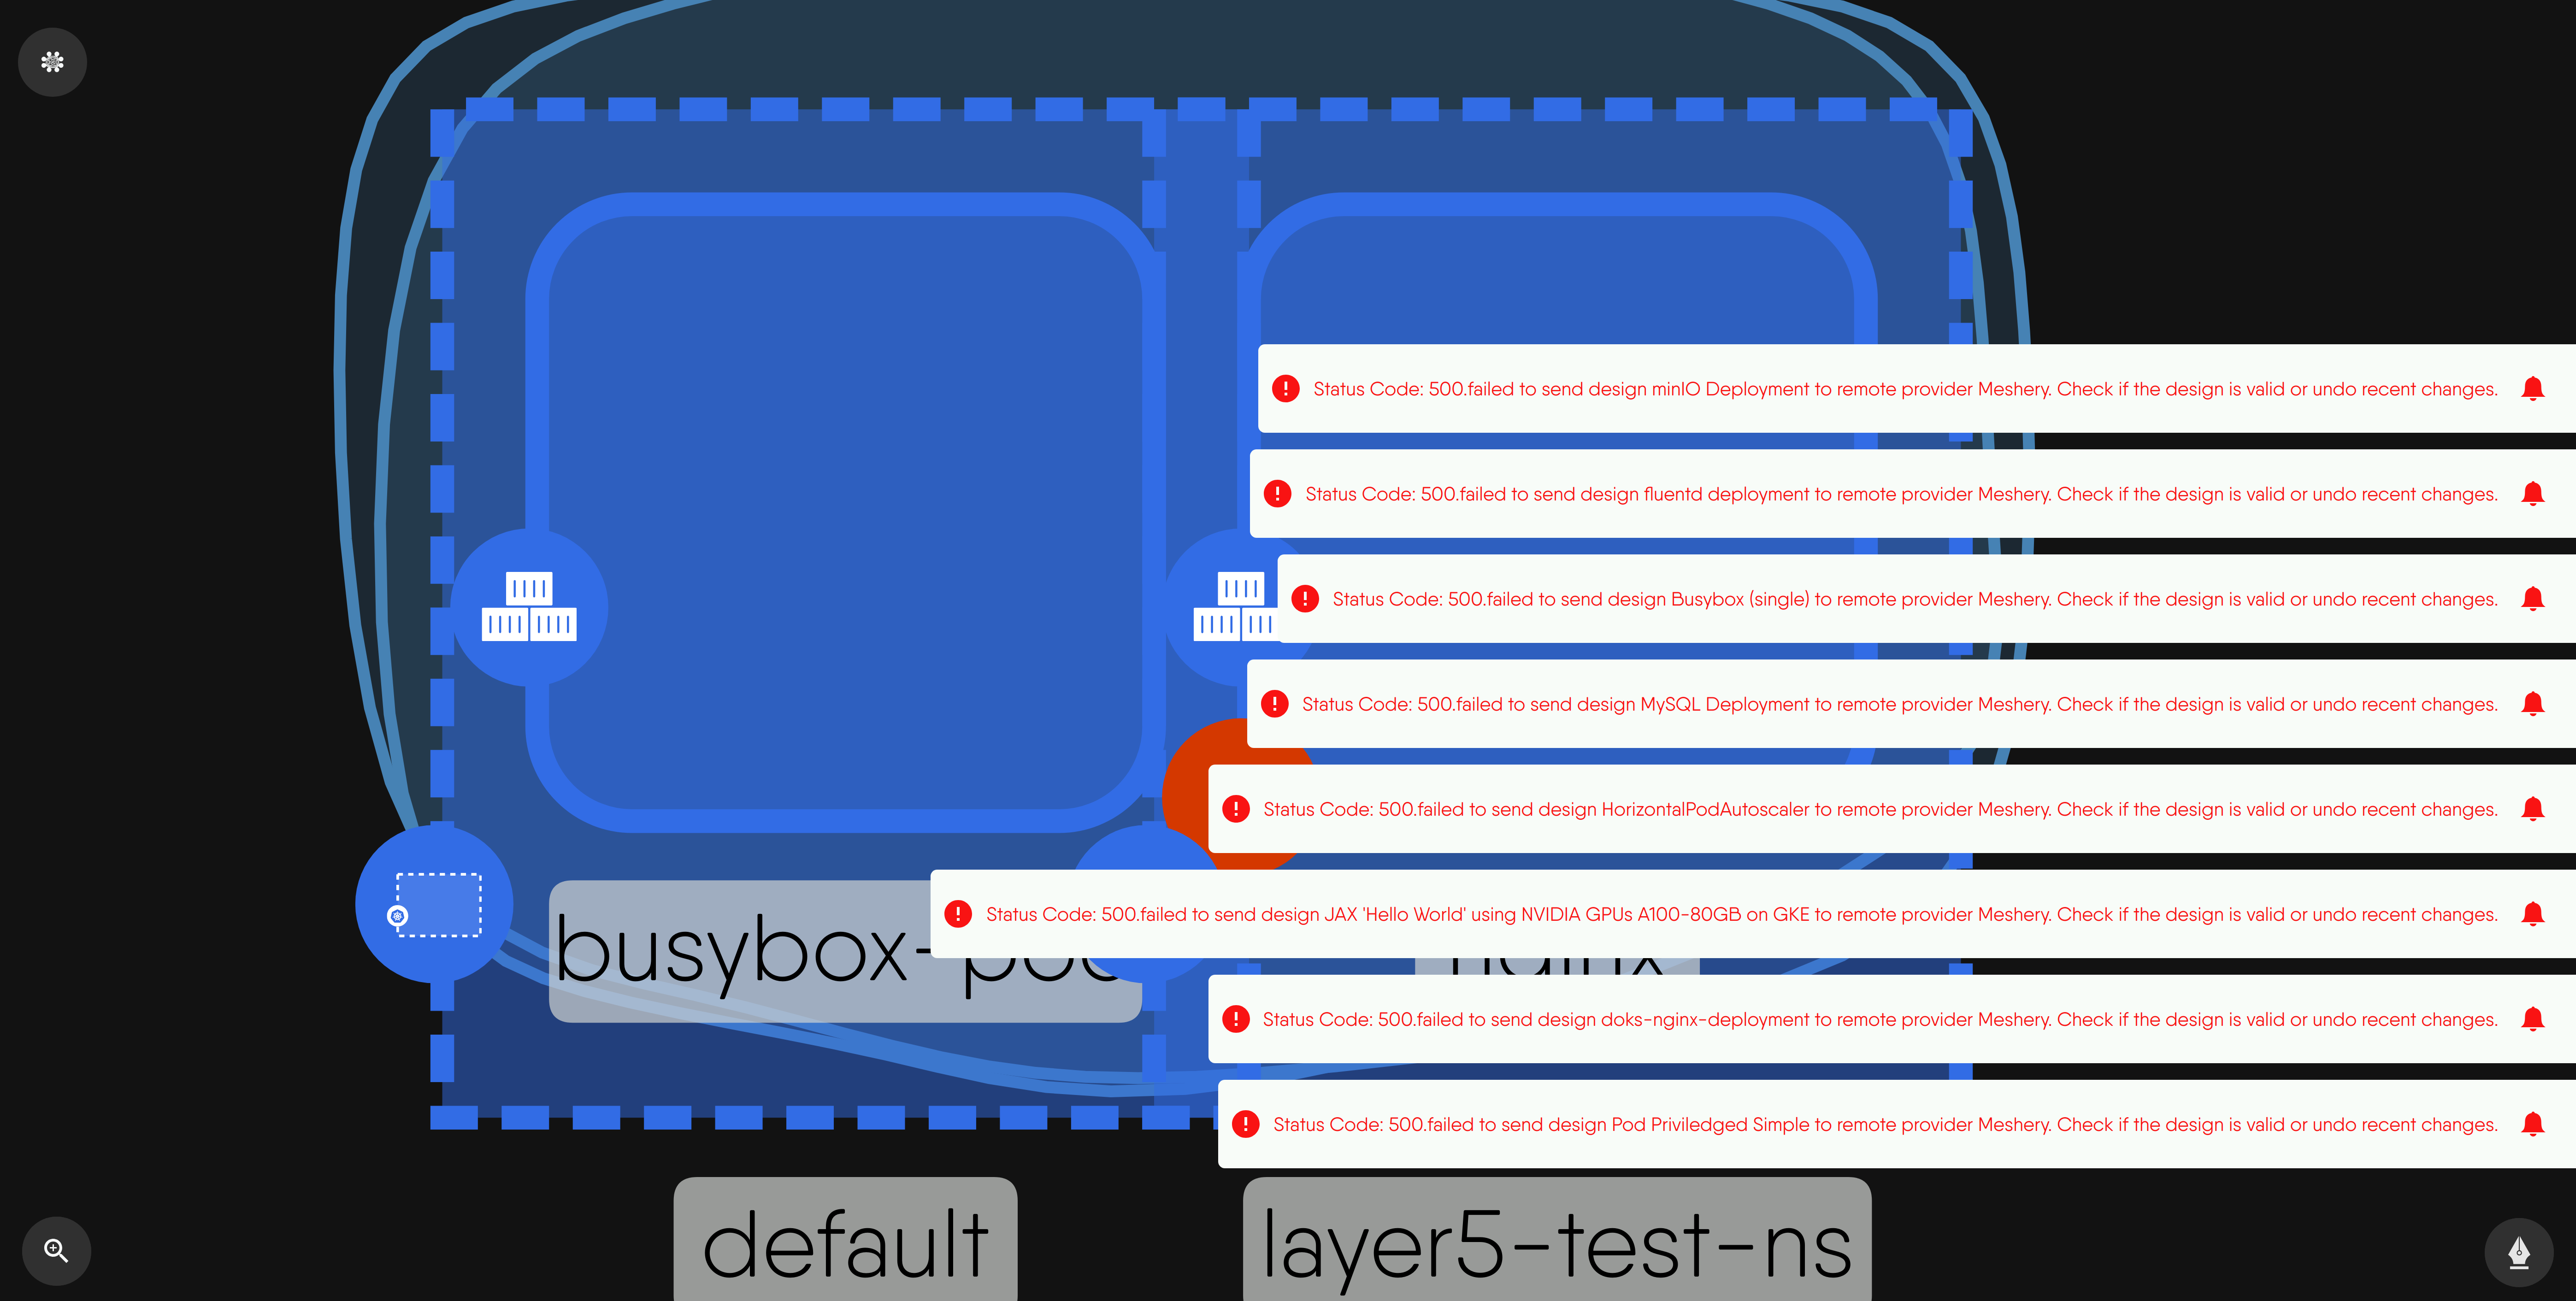 Status Code: 500.failed to send design minIO Deployment to remote provider Meshery. Check if the design is valid or undo recent changes.
Status Code: 500.failed to send design fluentd deployment to remote provider Meshery. Check if the design is valid or undo recent changes.
Status Code: 500.failed to send design Busybox (single) to remote provider Meshery. Check if the design is valid or undo recent changes.
Status Code: 500.failed to send design MySQL Deployment to remote provider Meshery. Check if the design is valid or undo recent changes.
Status Code: 500.failed to send design HorizontalPodAutoscaler to remote provider Meshery. Check if the design is valid or undo recent changes.
Status Code: 500.failed to send design JAX 'Hello World' using NVIDIA GPUs A100-80GB on GKE to remote provider Meshery. Check if the design is valid or undo recent changes.
busybox-pod
nginx
Status Code: 500.failed to send design doks-nginx-deployment to remote provider Meshery. Check if the design is valid or undo recent changes.
Status Code: 500.failed to send design Pod Priviledged Simple to remote provider Meshery. Check if the design is valid or undo recent changes.
default
layer5-test-ns